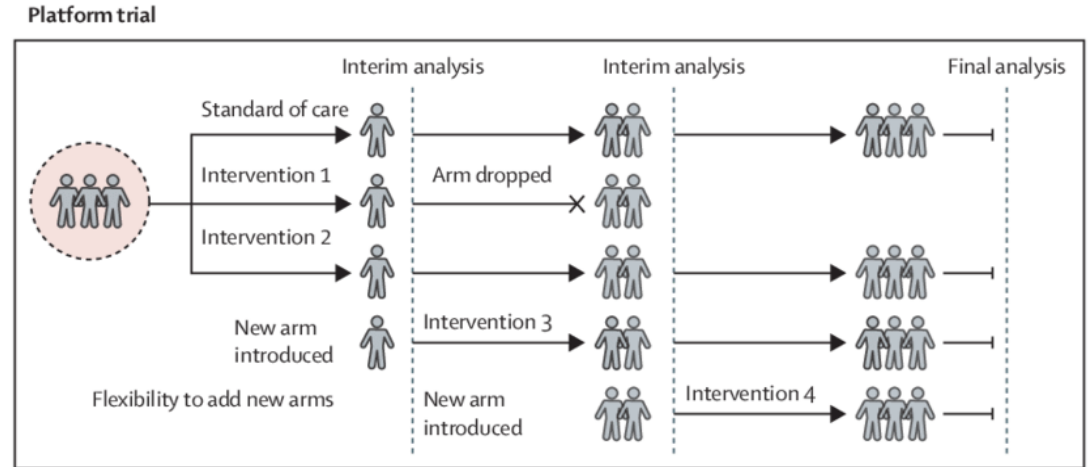 Platform trial
Interim analysis
Interim analysis
Final analysis
Standard of care
Intervention 1
Arm dropped
Intervention 2
New arm
introduced
Intervention 3
Flexibility to add new arms
New arm
introduced
Intervention 4